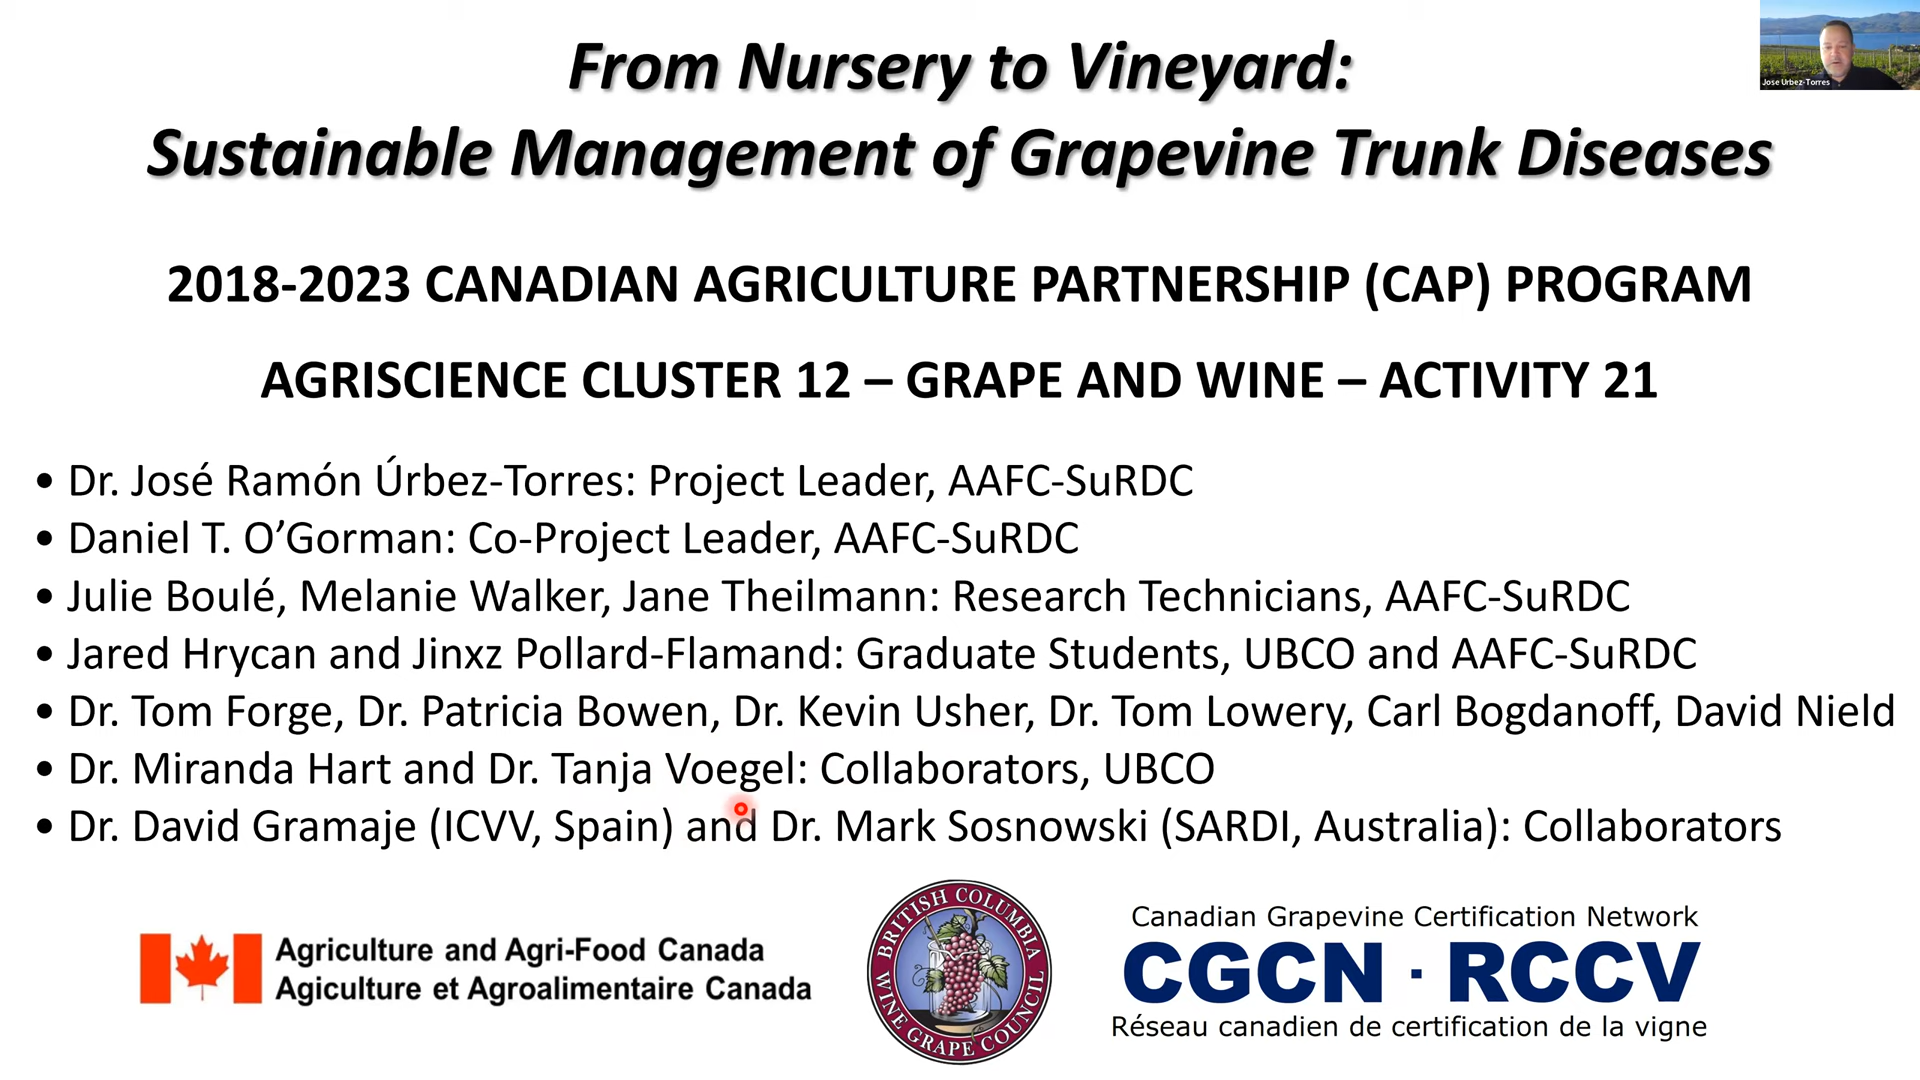 From Nursery to Vineyard:
Sustainable Management of Grapevine Trunk Diseases
Jose Urbez-Torres
2018-2023 CANADIAN AGRICULTURE PARTNERSHIP (CAP) PROGRAM
AGRISCIENCE CLUSTER 12 – GRAPE AND WINE – ACTIVITY 21
• Dr. José Ramón Úrbez-Torres: Project Leader, AAFC-SuRDC
• Daniel T. O’Gorman: Co-Project Leader, AAFC-SuRDC
• Julie Boulé, Melanie Walker, Jane Theilmann: Research Technicians, AAFC-SuRDC
• Jared Hrycan and Jinxz Pollard-Flamand: Graduate Students, UBCO and AAFC-SuRDC
• Dr. Tom Forge, Dr. Patricia Bowen, Dr. Kevin Usher, Dr. Tom Lowery, Carl Bogdanoff, David Nield
• Dr. Miranda Hart and Dr. Tanja Voegel: Collaborators, UBCO
• Dr. David Gramaje (ICVV, Spain) and Dr. Mark Sosnowski (SARDI, Australia): Collaborators
Agriculture and Agri-Food Canada
Agiculture et Agroalimentaire Canada
BRITISH COLUMBIA
WINE GRAPE COUNCIL
Canadian Grapevine Certification Network
CGCN · RCCV
Réseau canadien de certification de la vigne